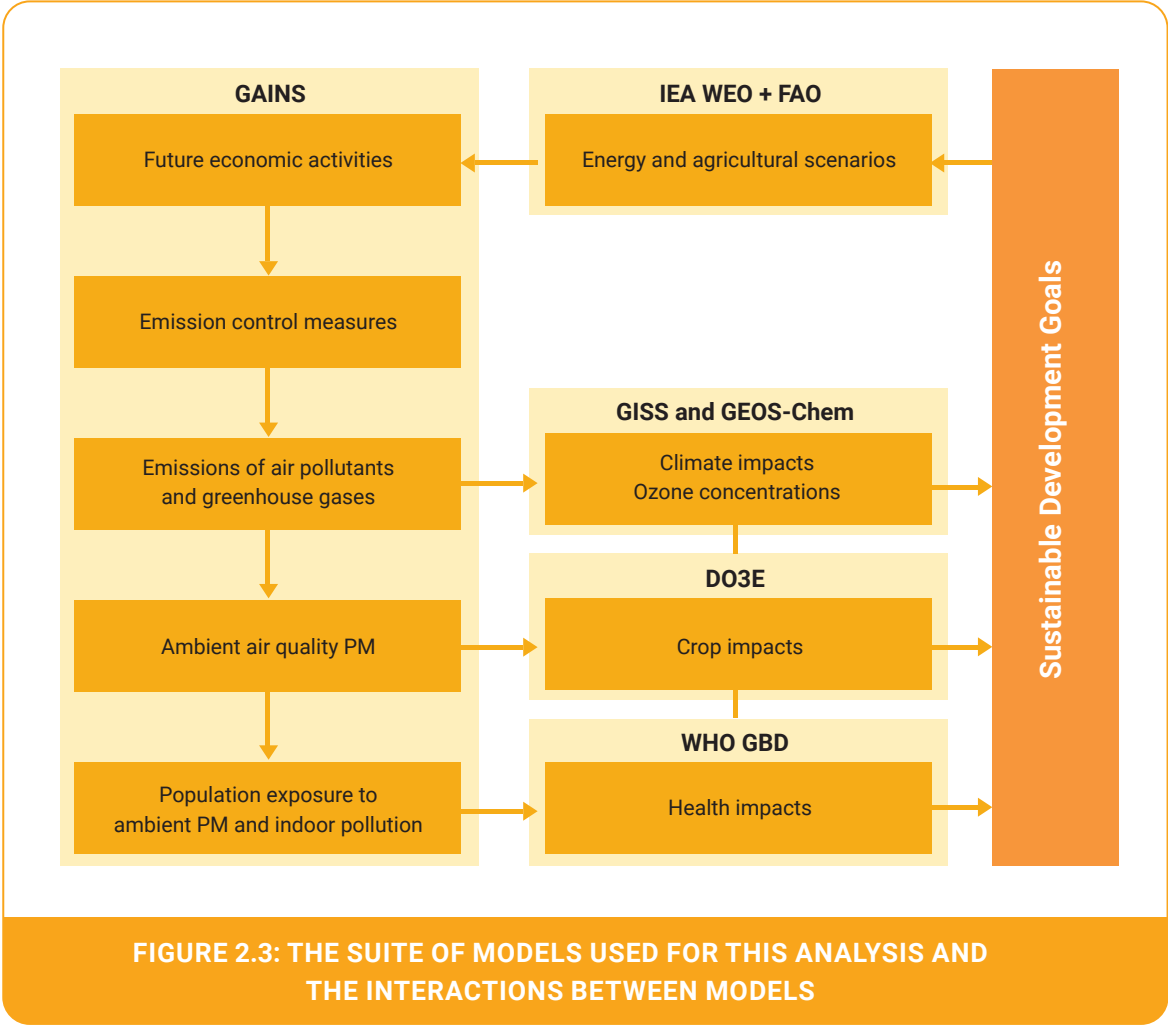 GAINS
Future economic activities
Emission control measures
Emissions of air pollutants
and greenhouse gases
Ambient air quality PM
Population exposure to
ambient PM and indoor pollution
IEA WEO + FAO
Energy and agricultural scenarios
GISS and GEOS-Chem
Climate impacts
Ozone concentrations
DO3E
Crop impacts
WHO GBD
Health impacts
Sustainable Development Goals
FIGURE 2.3: THE SUITE OF MODELS USED FOR THIS ANALYSIS AND
THE INTERACTIONS BETWEEN MODELS